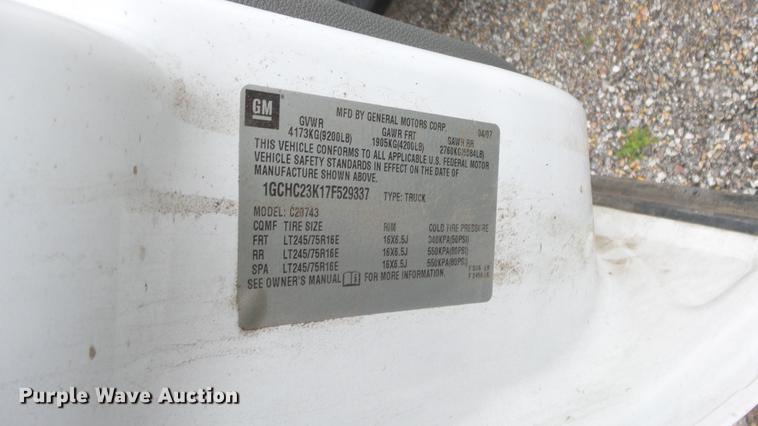 GM
MFD BY GENERAL MOTORS CORP. 04/07
GVWR GAWR FRT GAWR RR
4173KG(9200LB) 1905KG(4200LB) 2760KG(6084LB)
THIS VEHICLE CONFORMS TO ALL APPLICABLE U.S. FEDERAL MOTOR
VEHICLE SAFETY STANDARDS IN EFFECT ON THE DATE OF
MANUFACTURE SHOWN ABOVE.
1GCHC23K17F529337 TYPE: TRUCK
MODEL: C20743
CQMF TIRE SIZE RIM COLD TIRE PRESSURE
FRT LT245/75R16E 16X6.5J (50PSI)
RR LT245/75R16E 16X6.5J 550KPA(80PSI)
SPA LT245/75R16E 16X6.5J 550KPA(80PSI)
SEE OWNER'S MANUAL FOR MORE INFORMATION.
Purple Wave Auction